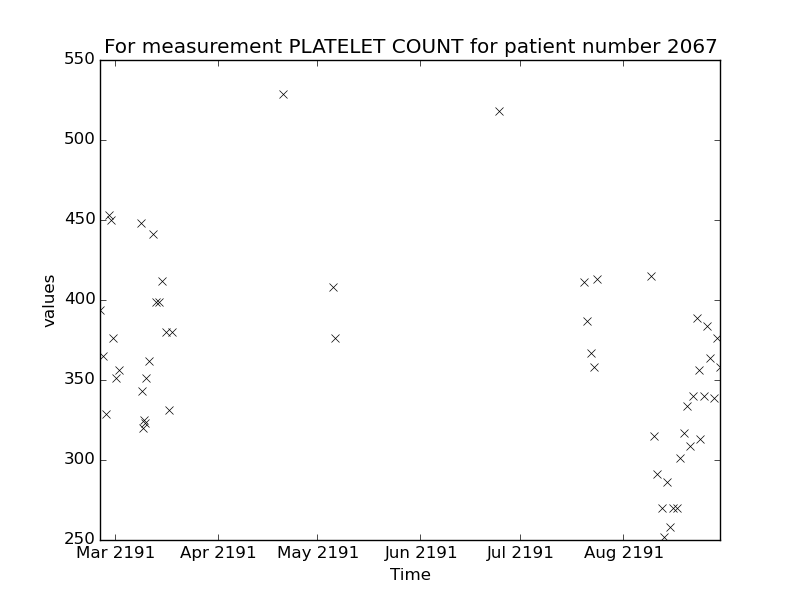 For measurement PLATELET COUNT for patient number 2067
550
500
450
400
350
300
250
values
Mar 2191 Apr 2191 May 2191 Jun 2191 Jul 2191 Aug 2191
Time